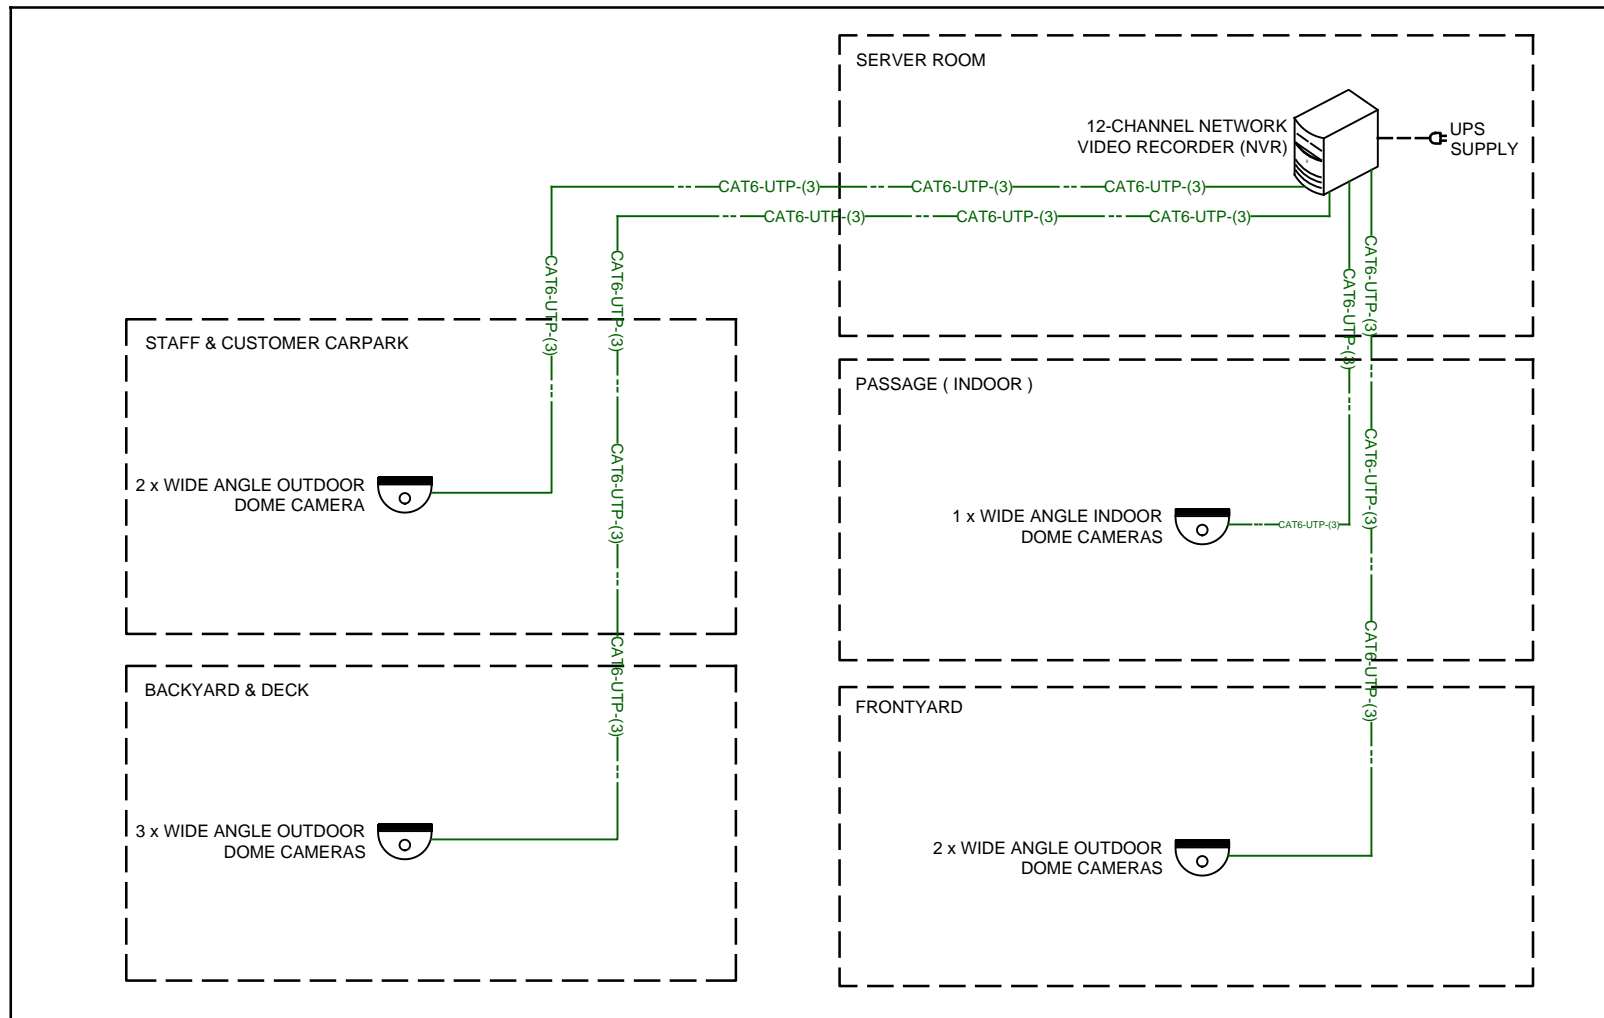 SERVER ROOM
12-CHANNEL NETWORK
VIDEO RECORDER (NVR)
UPS
SUPPLY
CAT6-UTP-(3)
CAT6-UTP-(3)
CAT6-UTP-(3)
CAT6-UTP-(3)
CAT6-UTP-(3)
CAT6-UTP-(3)
CAT6-UTP-(3)
CAT6-UTP-(3)
CAT6-UTP-(3)
CAT6-UTP-(3)
STAFF & CUSTOMER CARPARK
2 x WIDE ANGLE OUTDOOR
DOME CAMERA
CAT6-UTP-(3)
PASSAGE ( INDOOR )
CAT6-UTP-(3)
1 x WIDE ANGLE INDOOR
DOME CAMERAS
CAT6-UTP-(3)
BACKYARD & DECK
CAT6-UTP-(3)
3 x WIDE ANGLE OUTDOOR
DOME CAMERAS
FRONTYARD
CAT6-UTP-(3)
2 x WIDE ANGLE OUTDOOR
DOME CAMERAS